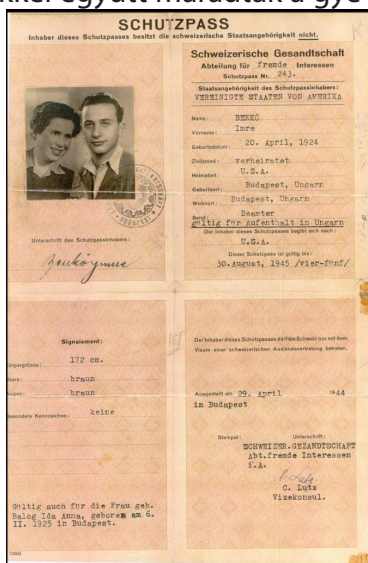 együtt maradtak a gye
SCHUTZPASS
Inhaber dieses Schutzpasses besitzt die schweizerische Staatsangehörigkeit nicht.
Schweizerische Gesandtschaft
Abteilung für fremde Interessen
Schutzpass Nr. 243.
Staatsangehörigkeit des Schutzpassinhabers:
VEREINIGTE STAATEN VON AMERIKA
Name: BENKÖ
Vorname: Imre
Geburtsdatum: 20. April, 1924
Zivilstand: verheiratet
Heimatort: U.S.A.
Geburtsort: Budapest, Ungarn
Wohnort: Budapest, Ungarn
Beruf: Beamter
gültig für Aufenthalt in Ungarn
Der Inhaber dieses Schutzpasses begibt sich nach:
U.S.A.
Dieser Schutzpass ist gültig bis:
30. August, 1945 /vier-fünf/
Unterschrift des Schutzpassinhabers:
Signalement:
172 cm.
braun
braun
besondere Kennzeichen: keine
Gültig auch für die Frau geb.
Balog Ida Anna, geboren am 6.
II. 1925 in Budapest.
Der Inhaber dieses Schutzpasses darf die Schweiz nur mit dem
Visum einer schweizerischen Auslandsvertretung betreten.
Ausgestellt am 29. April 1944
in Budapest
Stempel: Unterschrift:
SCHWEIZER.GEZANDTSCHAFT
Abt.fremde Interessen
i.A.
C. Lutz
Vizekonsul.